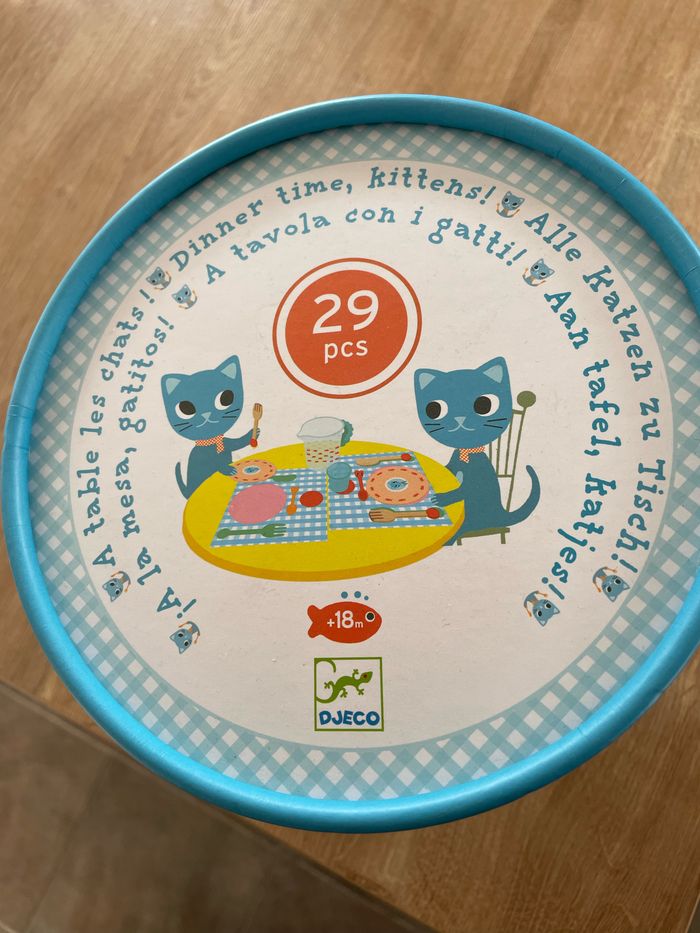 A table les chats !
Dinner time, kittens!
Alle Katzen zu Tisch!
¡A la mesa, gatitos!
A tavola con i gatti!
Aan tafel, katjes!
29
pcs
+18m
DJECO